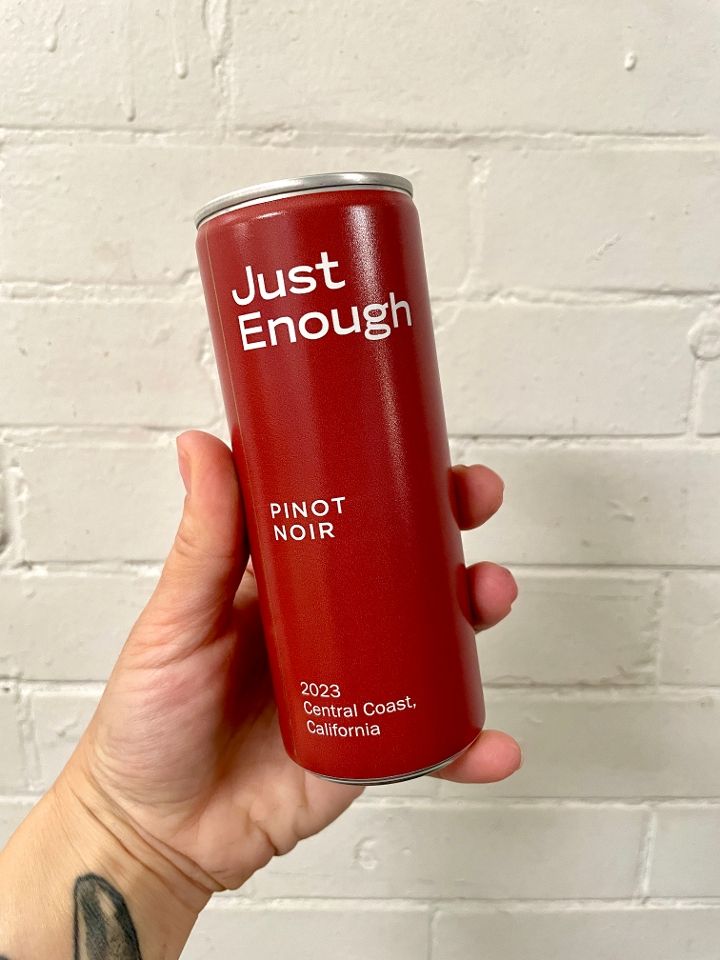 Just
Enough
PINOT
NOIR
2023
Central Coast,
California